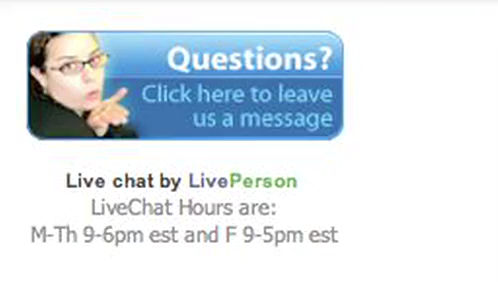 Questions?
Click here to leave
us a message
Live chat by LivePerson
LiveChat Hours are:
M-Th 9-6pm est and F 9-5pm est